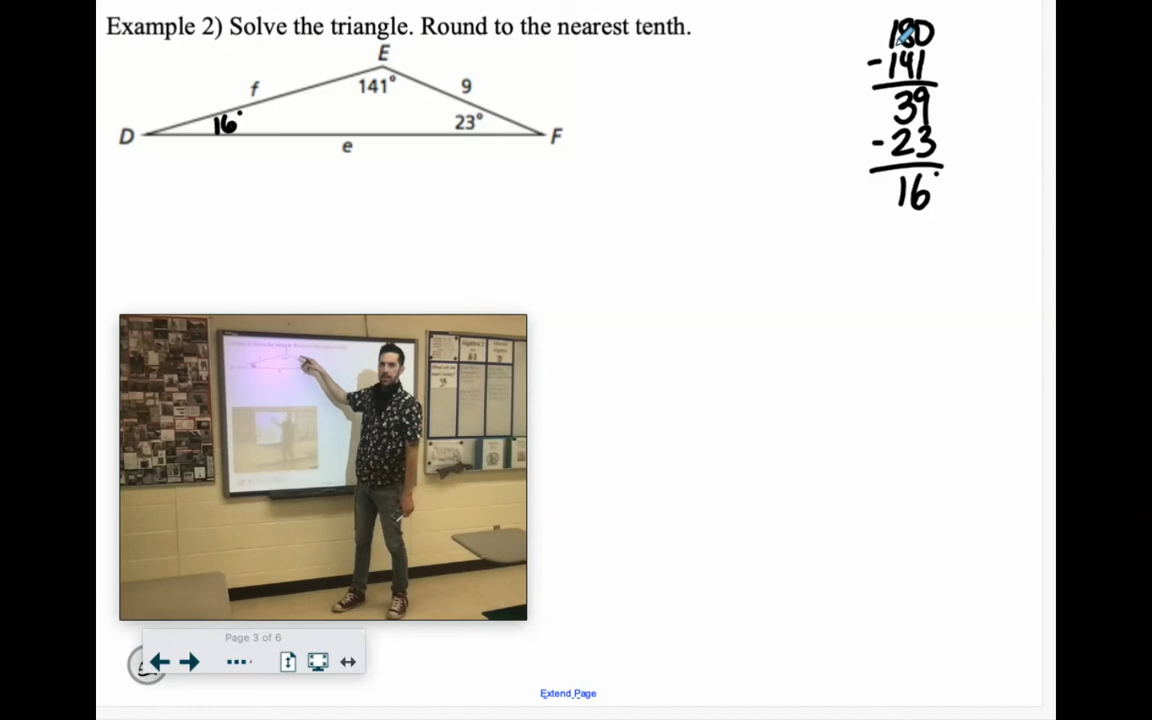 Example 2) Solve the triangle. Round to the nearest tenth.
E
f
141°
9
16°
23°
D
e
F
180
-141
39
-23
16°
Page 3 of 6
Extend Page